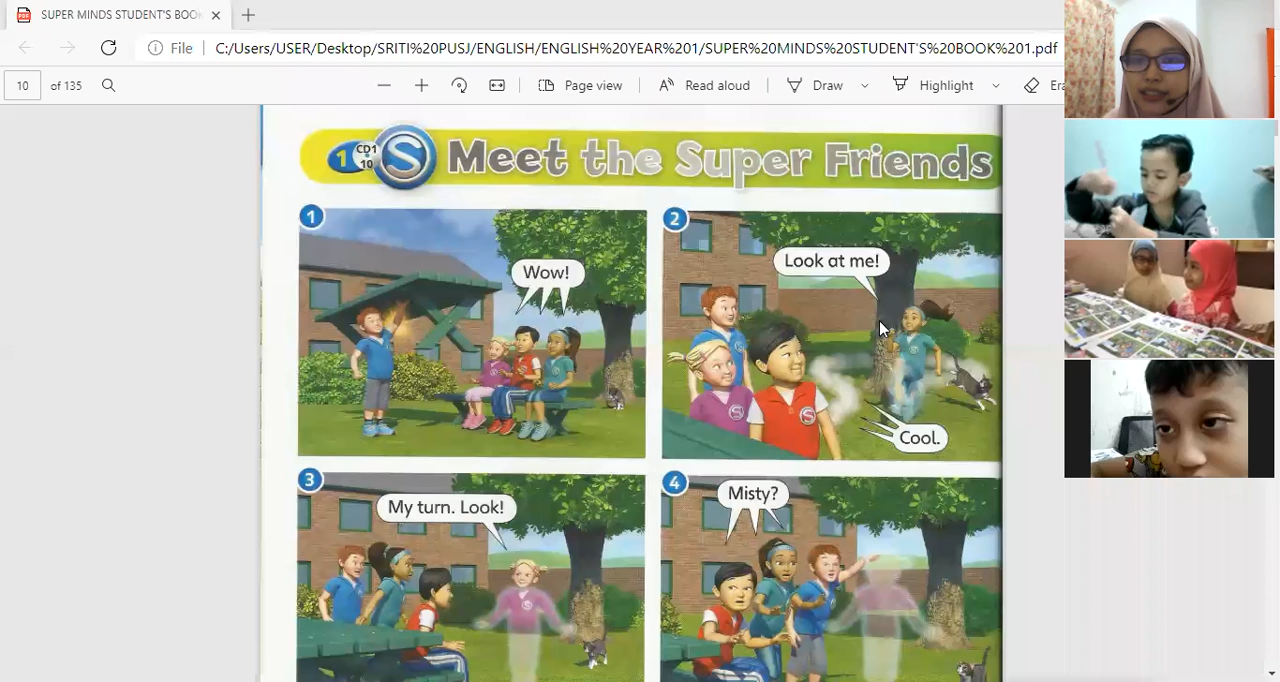 SUPER MINDS STUDENT'S BOO
File
C:/Users/USER/Desktop/SRITI%20PUSJ/ENGLISH/ENGLISH%20YEAR%201/SUPER%20MINDS%20STUDENT'S%20BOOK%201.pdf
10 of 135
Page view
Read aloud
Draw
Highlight
Era
1 CD1 10 S Meet the Super Friends
1
Wow!
2
Look at me!
Cool.
3
My turn. Look!
4
Misty?